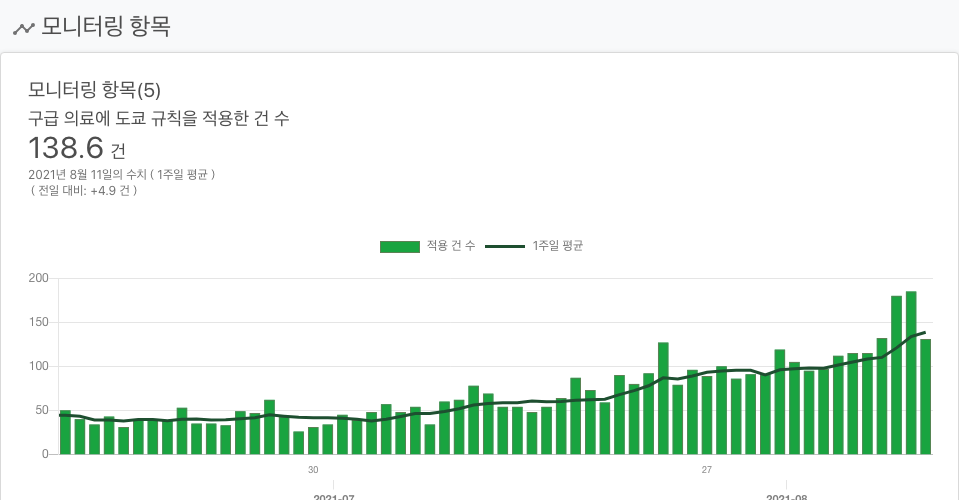 모니터링 항목
모니터링 항목(5)
구급 의료에 도쿄 규칙을 적용한 건 수
138.6 건
2021년 8월 11일의 수치 ( 1주일 평균 )
( 전일 대비: +4.9 건 )
적용 건 수 1주일 평균
200
150
100
50
0
30 27
2021-07 2021-08